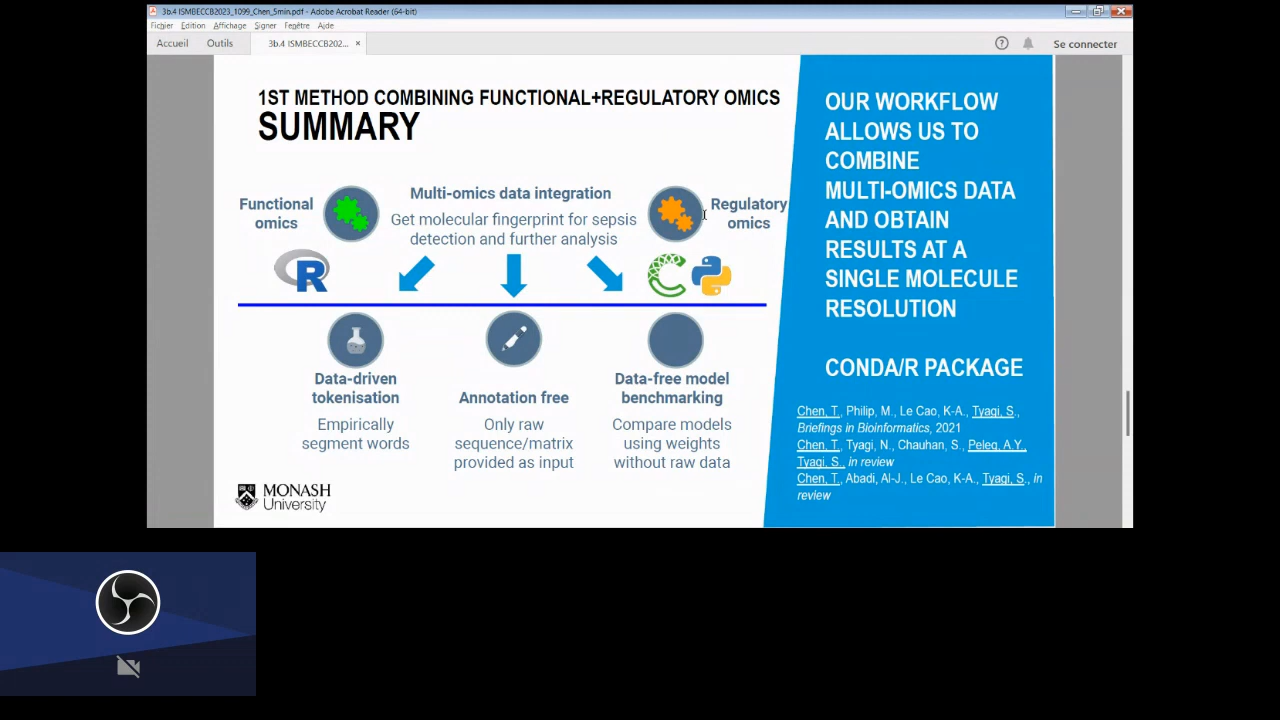 3b.4 ISMBECCB2023_1099_Chen_5min.pdf - Adobe Acrobat Reader (64-bit)
Fichier Edition Affichage Signer Fenêtre Aide
Accueil Outils 3b.4 ISMBECCB202... × Se connecter
1ST METHOD COMBINING FUNCTIONAL+REGULATORY OMICS
SUMMARY
Functional
omics
Multi-omics data integration
Get molecular fingerprint for sepsis
detection and further analysis
Regulatory
omics
R
Data-driven
tokenisation
Empirically
segment words
Annotation free
Only raw
sequence/matrix
provided as input
Data-free model
benchmarking
Compare models
using weights
without raw data
MONASH
University
OUR WORKFLOW
ALLOWS US TO
COMBINE
MULTI-OMICS DATA
AND OBTAIN
RESULTS AT A
SINGLE MOLECULE
RESOLUTION
CONDA/R PACKAGE
Chen, T., Philip, M., Le Cao, K-A., Tyagi, S.,
Briefings in Bioinformatics, 2021
Chen, T., Tyagi, N., Chauhan, S., Peleg, A.Y.,
Tyagi, S., in review
Chen, T., Abadi, Al-J., Le Cao, K-A., Tyagi, S., in
review